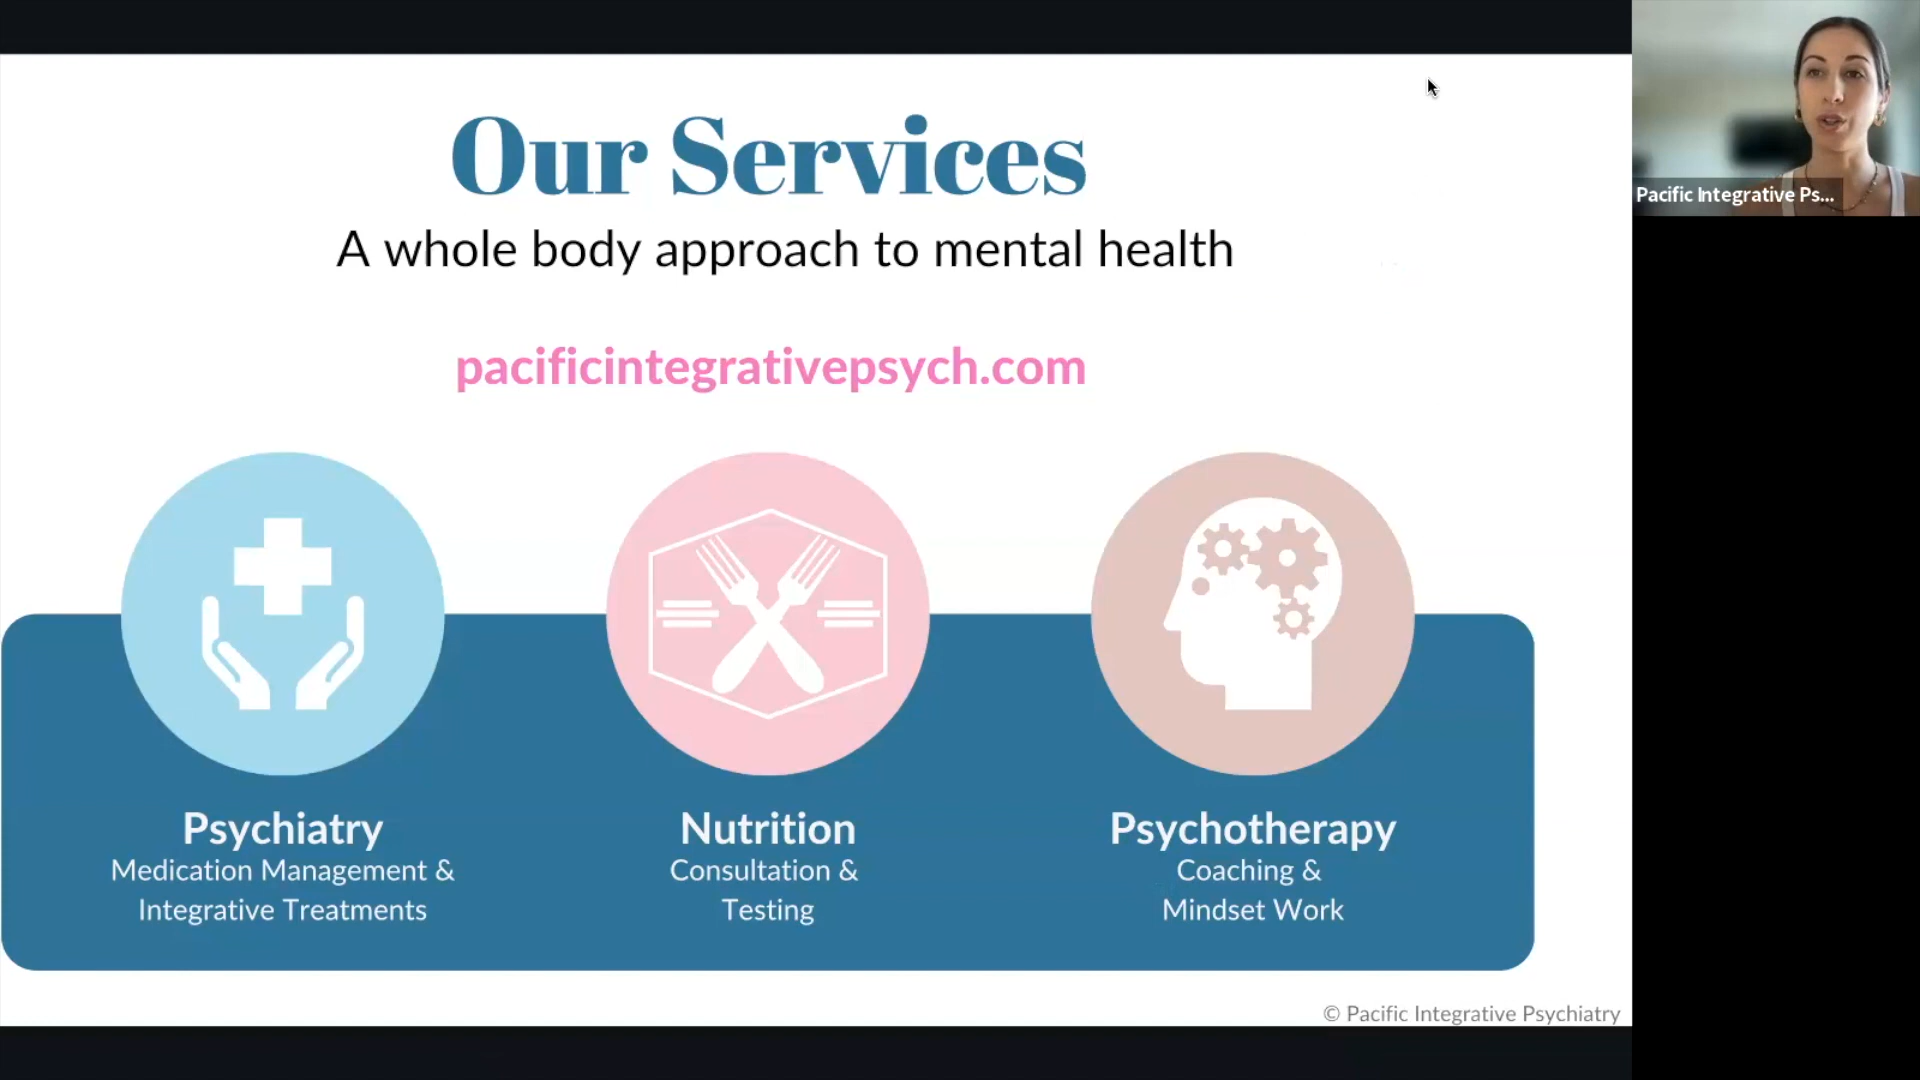 Our Services
A whole body approach to mental health
pacificintegrativepsych.com
Psychiatry
Medication Management &
Integrative Treatments
Nutrition
Consultation &
Testing
Psychotherapy
Coaching &
Mindset Work
© Pacific Integrative Psychiatry
Pacific Integrative Ps...